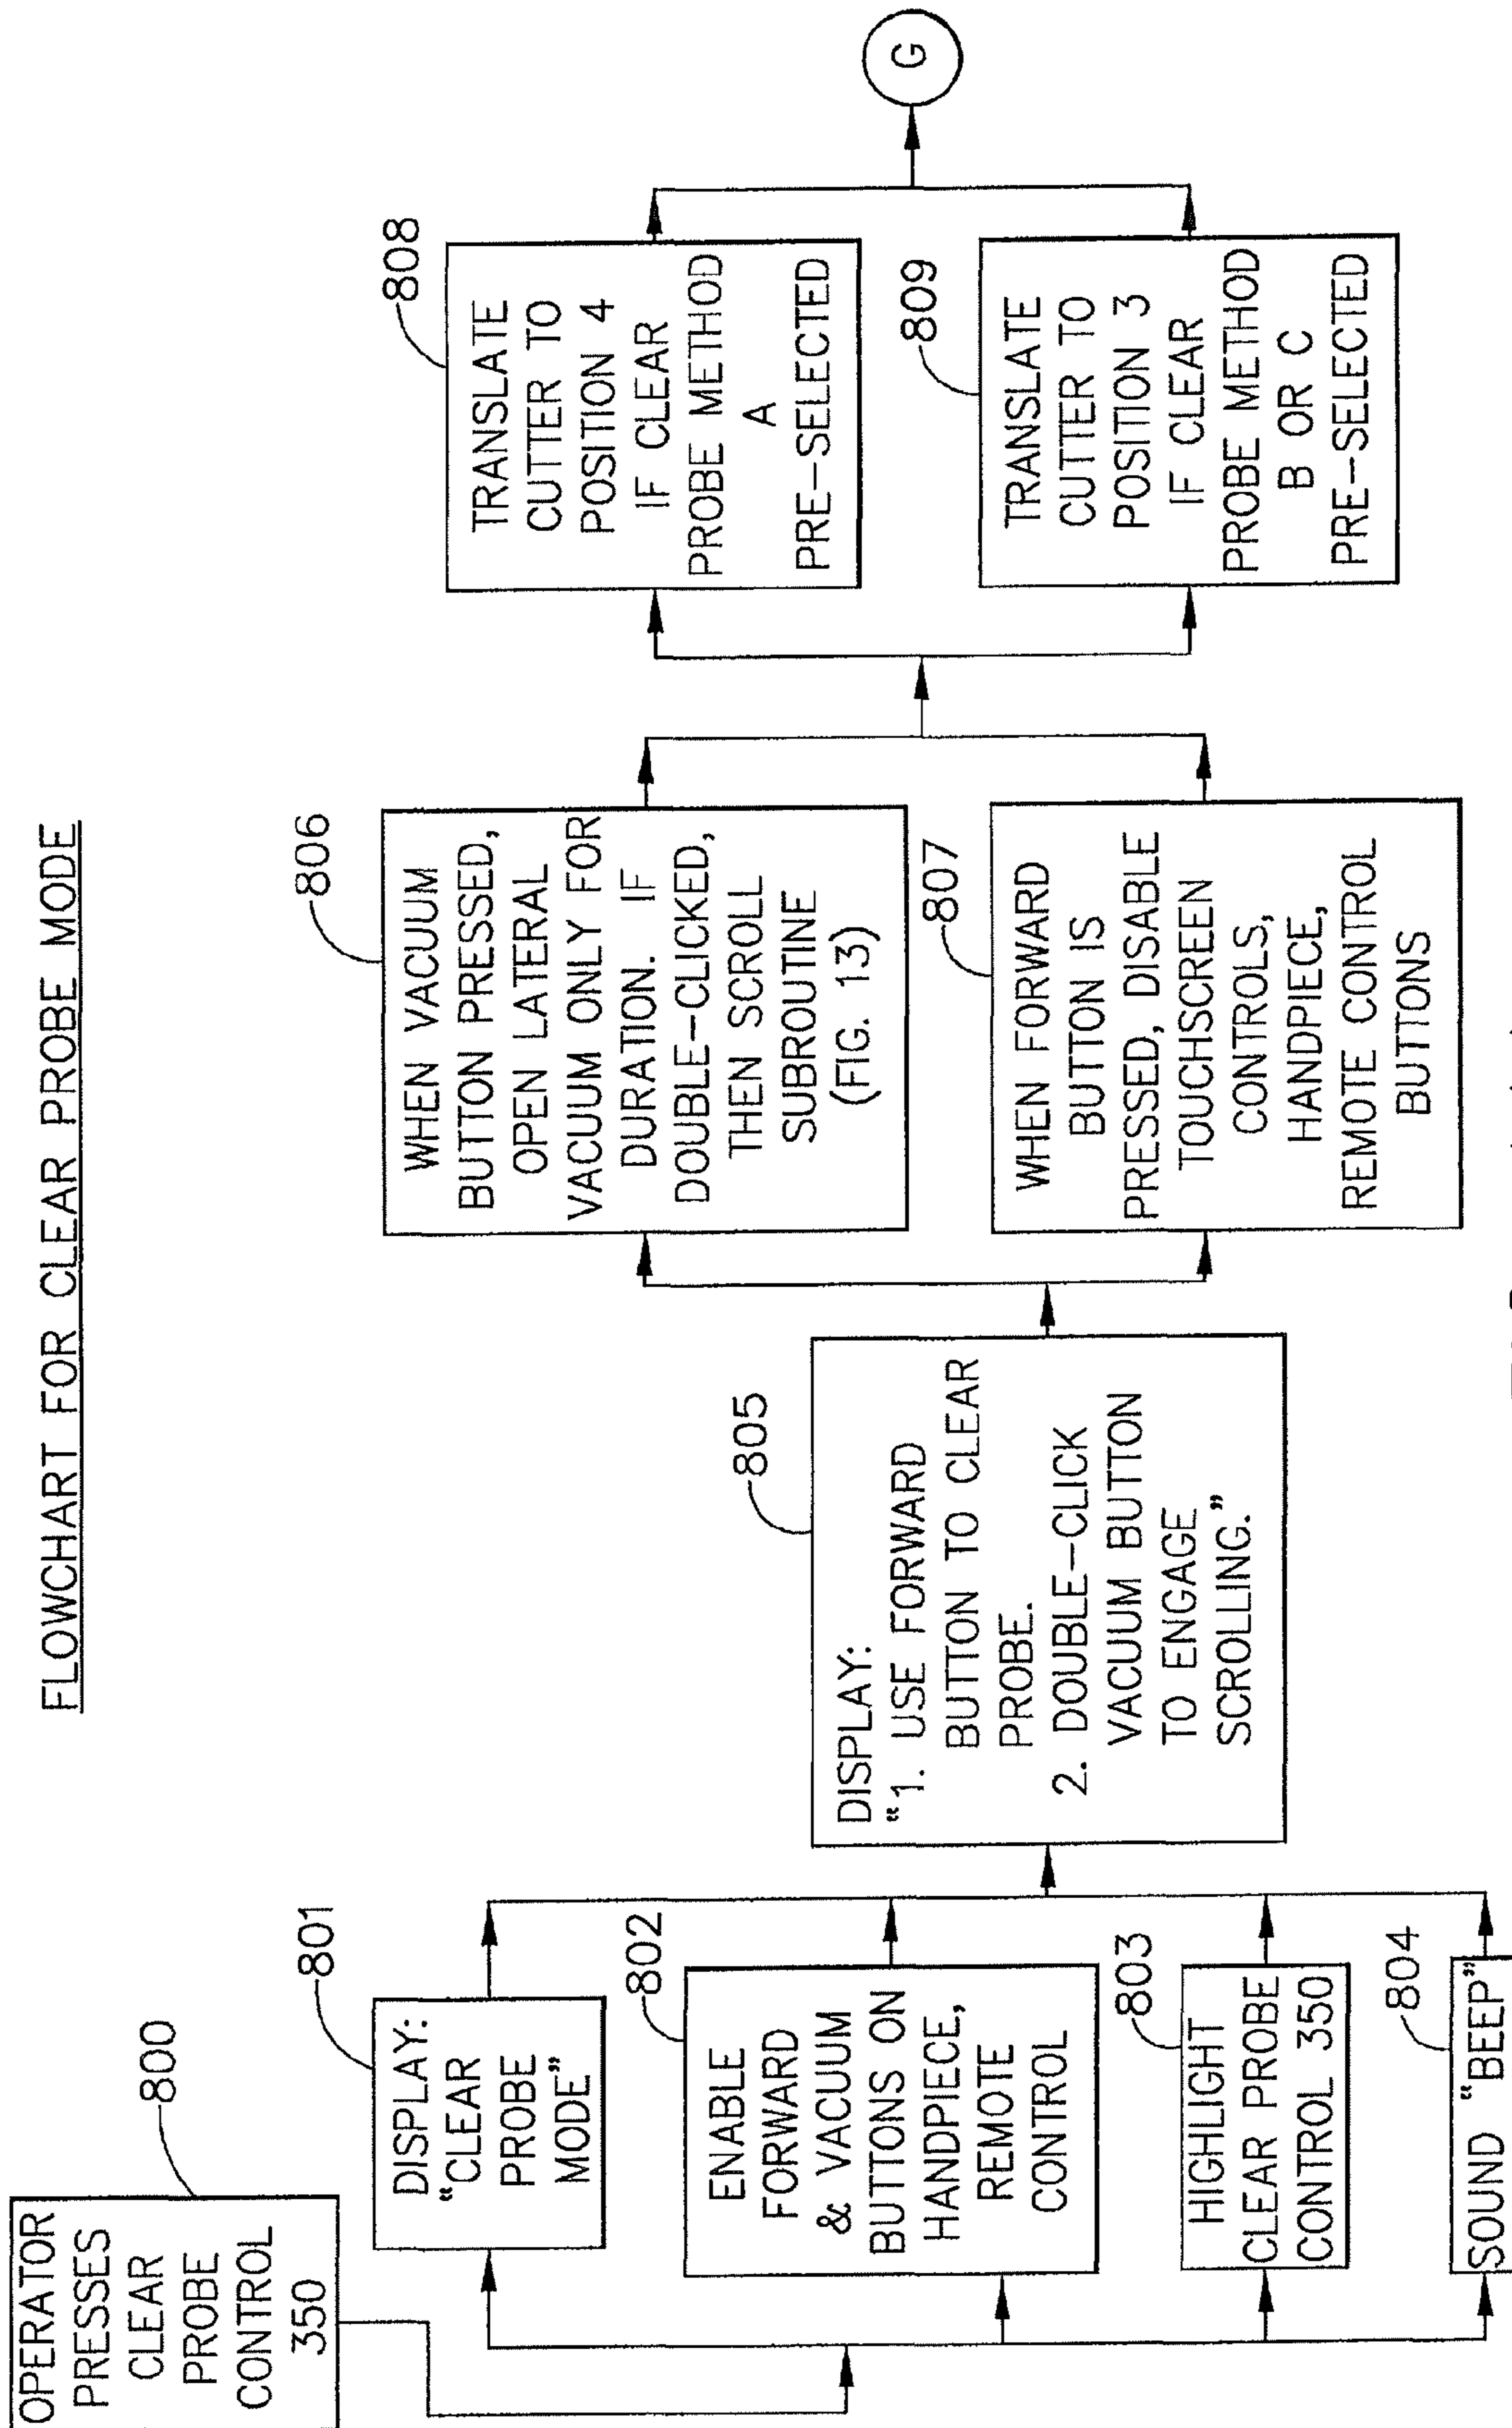 FLOWCHART FOR CLEAR PROBE MODE
OPERATOR
PRESSES
CLEAR
PROBE
CONTROL
350
800
DISPLAY:
“CLEAR
PROBE
MODE”
801
ENABLE
FORWARD
& VACUUM
BUTTONS ON
HANDPIECE,
REMOTE
CONTROL
802
HIGHLIGHT
CLEAR PROBE
CONTROL 350
803
SOUND “BEEP”
804
DISPLAY:
“1. USE FORWARD
BUTTON TO CLEAR
PROBE.
2. DOUBLE–CLICK
VACUUM BUTTON
TO ENGAGE
SCROLLING.”
805
WHEN VACUUM
BUTTON PRESSED,
OPEN LATERAL
VACUUM ONLY FOR
DURATION. IF
DOUBLE–CLICKED,
THEN SCROLL
SUBROUTINE
(FIG. 13)
806
WHEN FORWARD
BUTTON IS
PRESSED, DISABLE
TOUCHSCREEN
CONTROLS,
HANDPIECE,
REMOTE CONTROL
BUTTONS
807
TRANSLATE
CUTTER TO
POSITION 4
IF CLEAR
PROBE METHOD
A
PRE–SELECTED
808
TRANSLATE
CUTTER TO
POSITION 3
IF CLEAR
PROBE METHOD
B OR C
PRE–SELECTED
809
G